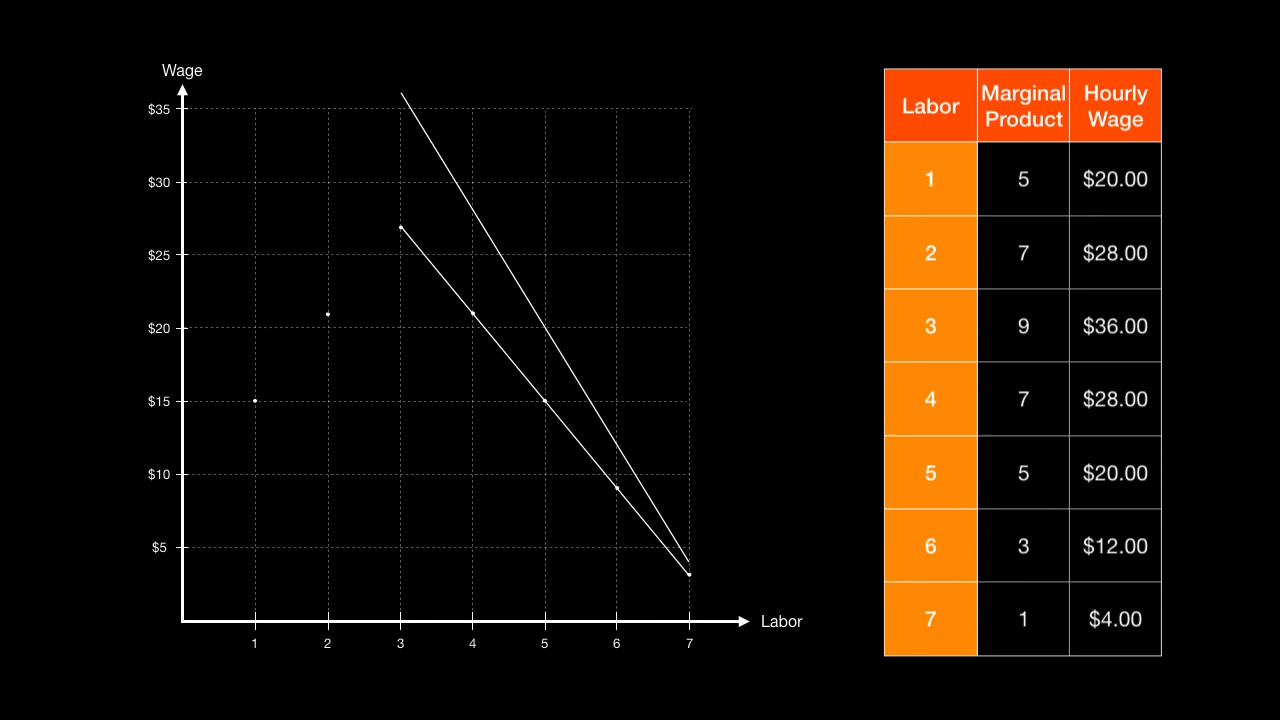 Wage
$35
$30
$25
$20
$15
$10
$5
1 2 3 4 5 6 7
Labor
Labor Marginal Product Hourly Wage
1 5 $20.00
2 7 $28.00
3 9 $36.00
4 7 $28.00
5 5 $20.00
6 3 $12.00
7 1 $4.00